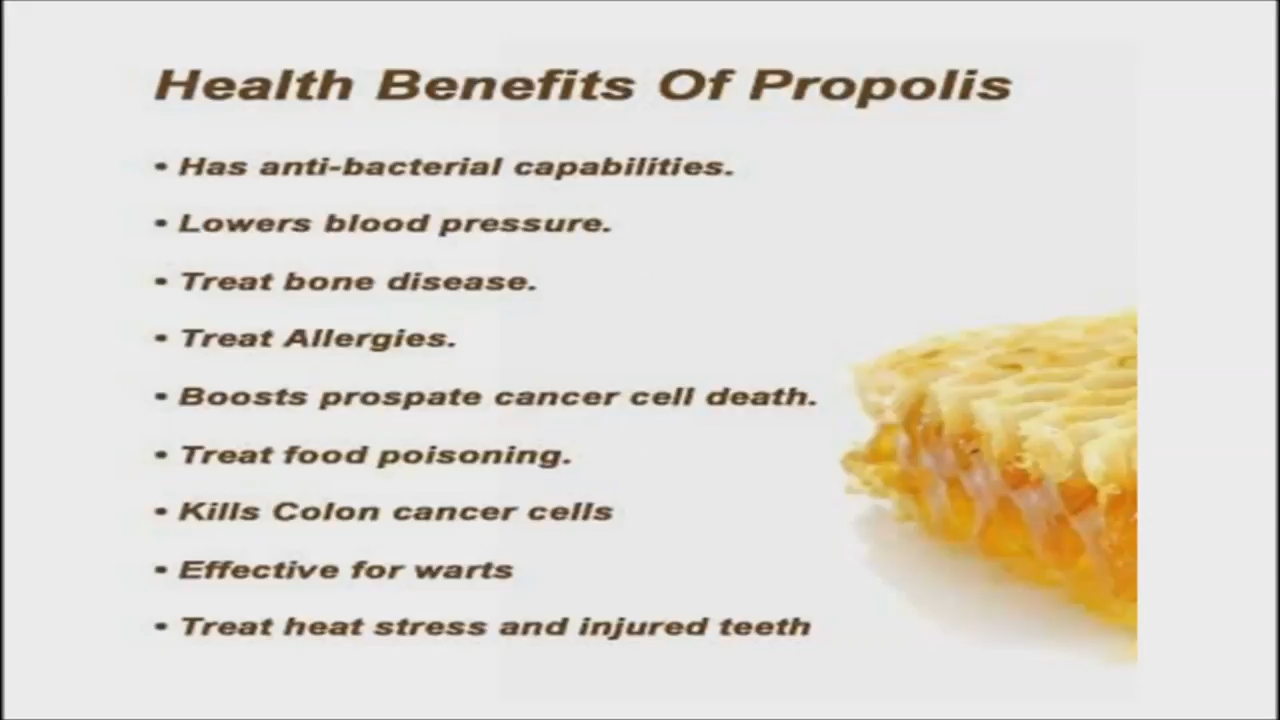 Health Benefits Of Propolis
• Has anti-bacterial capabilities.
• Lowers blood pressure.
• Treat bone disease.
• Treat Allergies.
• Boosts prospate cancer cell death.
• Treat food poisoning.
• Kills Colon cancer cells
• Effective for warts
• Treat heat stress and injured teeth